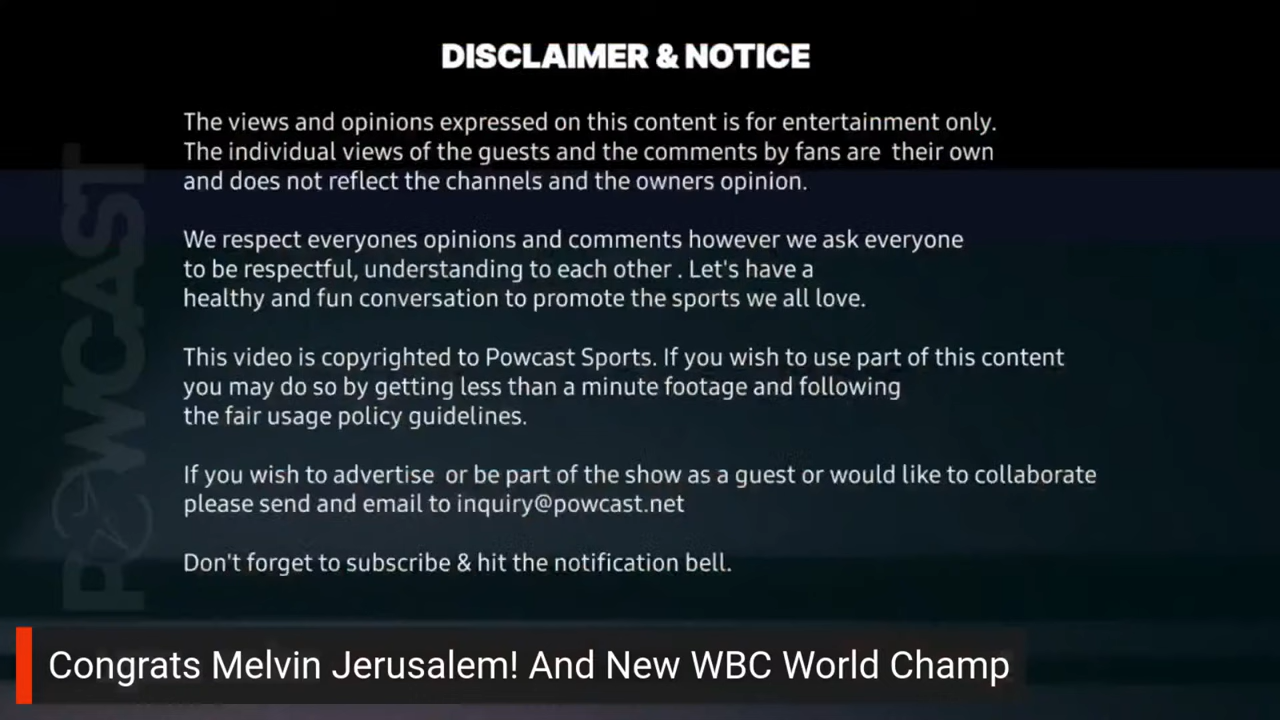 DISCLAIMER & NOTICE
The views and opinions expressed on this content is for entertainment only.
The individual views of the guests and the comments by fans are their own
and does not reflect the channels and the owners opinion.
We respect everyones opinions and comments however we ask everyone
to be respectful, understanding to each other . Let's have a
healthy and fun conversation to promote the sports we all love.
This video is copyrighted to Powcast Sports. If you wish to use part of this content
you may do so by getting less than a minute footage and following
the fair usage policy guidelines.
If you wish to advertise or be part of the show as a guest or would like to collaborate
please send and email to inquiry@powcast.net
Don't forget to subscribe & hit the notification bell.
POWCAST
Congrats Melvin Jerusalem! And New WBC World Champ